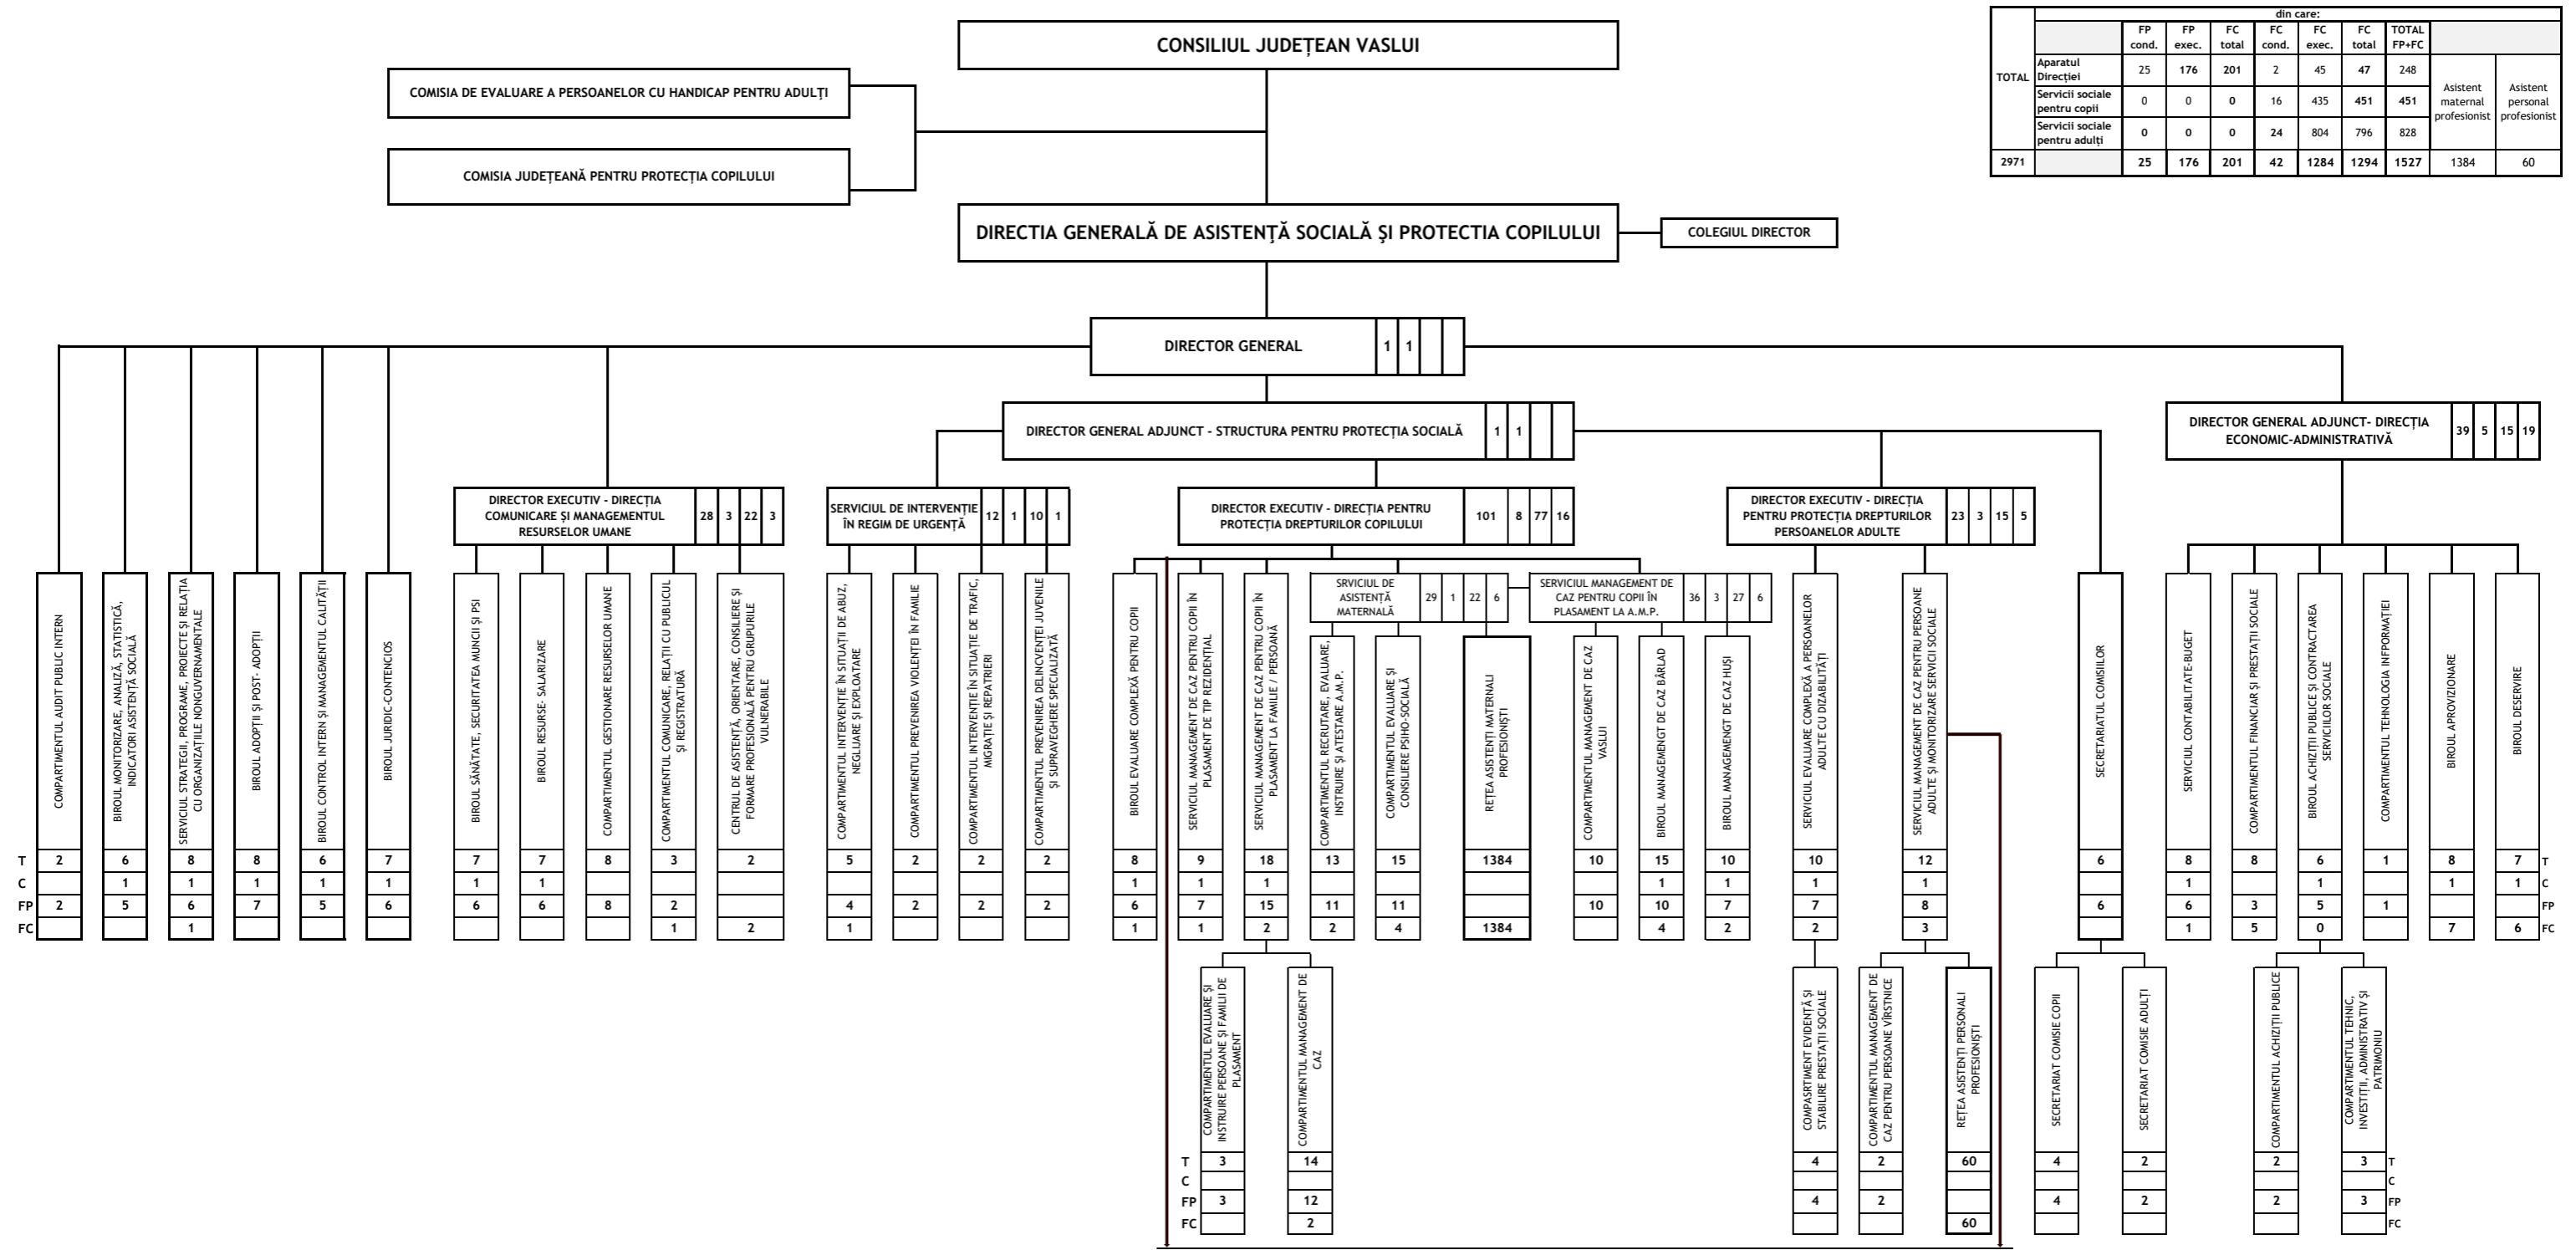 CONSILIUL JUDEȚEAN VASLUI
COMISIA DE EVALUARE A PERSOANELOR CU HANDICAP PENTRU ADULȚI
COMISIA JUDEȚEANĂ PENTRU PROTECȚIA COPILULUI
din care:
FP FP FC FC FC FC TOTAL
cond. exec. total cond. exec. total FP+FC
TOTAL
Aparatul
Direcției
25 176 201 2 45 47 248
Servicii sociale
pentru copii
0 0 0 16 435 451 451
Servicii sociale
pentru adulți
0 0 0 24 804 796 828
Asistent
maternal
profesionist
Asistent
personal
profesionist
2971 25 176 201 42 1284 1294 1527 1384 60
DIRECTIA GENERALĂ DE ASISTENȚĂ SOCIALĂ ȘI PROTECTIA COPILULUI
COLEGIUL DIRECTOR
DIRECTOR GENERAL 1 1
DIRECTOR GENERAL ADJUNCT - STRUCTURA PENTRU PROTECȚIA SOCIALĂ 1 1
DIRECTOR GENERAL ADJUNCT- DIRECȚIA
ECONOMIC-ADMINISTRATIVĂ
39 5 15 19
DIRECTOR EXECUTIV - DIRECȚIA
COMUNICARE ȘI MANAGEMENTUL
RESURSELOR UMANE
28 3 22 3
SERVICIUL DE INTERVENȚIE
ÎN REGIM DE URGENȚĂ
12 1 10 1
DIRECTOR EXECUTIV - DIRECȚIA PENTRU
PROTECȚIA DREPTURILOR COPILULUI
101 8 77 16
DIRECTOR EXECUTIV - DIRECȚIA
PENTRU PROTECȚIA DREPTURILOR
PERSOANELOR ADULTE
23 3 15 5
COMPARTIMENTUL AUDIT PUBLIC INTERN
BIROUL MONITORIZARE, ANALIZĂ, STATISTICĂ,
INDICATORI ASISTENȚĂ SOCIALĂ
SERVICIUL STRATEGII, PROGRAME, PROIECTE ȘI RELAȚIA
CU ORGANIZAȚIILE NONGUVERNAMENTALE
BIROUL ADOPȚII ȘI POST- ADOPȚII
BIROUL CONTROL INTERN ȘI MANAGEMENTUL CALITĂȚII
BIROUL JURIDIC-CONTENCIOS
BIROUL SĂNĂTATE, SECURITATEA MUNCII ȘI PSI
BIROUL RESURSE- SALARIZARE
COMPARTIMENTUL GESTIONARE RESURSELOR UMANE
COMPARTIMENTUL COMUNICARE, RELAȚII CU PUBLICUL
ȘI REGISTRATURĂ
CENTRUL DE ASISTENȚĂ, ORIENTARE, CONSILIERE ȘI
FORMARE PROFESIONALĂ PENTRU GRUPURILE
VULNERABILE
COMPARTIMENTUL INTERVENȚIE ÎN SITUAȚII DE ABUZ,
NEGLIJARE ȘI EXPLOATARE
COMPARTIMENTUL PREVENIREA VIOLENȚEI ÎN FAMILIE
COMPARTIMENTUL INTERVENȚIE ÎN SITUAȚIE DE TRAFIC,
MIGRAȚIE ȘI REPATRIERI
COMPARTIMENTUL PREVENIREA DELINCVENȚEI JUVENILE
ȘI SUPRAVEGHERE SPECIALIZATĂ
BIROUL EVALUARE COMPLEXĂ PENTRU COPII
SERVICIUL MANAGEMENT DE CAZ PENTRU COPII ÎN
PLASAMENT DE TIP REZIDENȚIAL
SERVICIUL MANAGEMENT DE CAZ PENTRU COPII ÎN
PLASAMENT LA FAMILIE / PERSOANĂ
SRVICIUL DE
ASISTENȚĂ
MATERNALĂ
29 1 22 6
SERVICIUL MANAGEMENT DE
CAZ PENTRU COPII ÎN
PLASAMENT LA A.M.P.
36 3 27 6
COMPARTIMENTUL RECRUTARE, EVALUARE,
INSTRUIRE ȘI ATESTARE A.M.P.
COMPARTIMENTUL EVALUARE ȘI
CONSILIERE PSIHO-SOCIALĂ
REȚEA ASISTENȚI MATERNALI
PROFESIONIȘTI
COMPARTIMENTUL MANAGEMENT DE CAZ
VASLUI
BIROUL MANAGEMENGT DE CAZ BÂRLAD
BIROUL MANAGEMENGT DE CAZ HUȘI
SERVICIUL EVALUARE COMPLEXĂ A PERSOANELOR
ADULTE CU DIZABILITĂȚI
SERVICIUL MANAGEMENT DE CAZ PENTRU PERSOANE
ADULTE ȘI MONITORIZARE SERVICII SOCIALE
SECRETARIATUL COMISIILOR
SERVICIUL CONTABILITATE-BUGET
COMPARTIMENTUL FINANCIAR ȘI PRESTAȚII SOCIALE
BIROUL ACHIZIȚII PUBLICE ȘI CONTRACTAREA
SERVICIILOR SOCIALE
COMPARTIMENTUL TEHNOLOGIA INFPORMAȚIEI
BIROUL APROVIZIONARE
BIROUL DESERVIRE
T 2 6 8 8 6 7 7 7 8 3 2 5 2 2 2 8 9 18 13 15 1384 10 15 10 10 12 6 8 8 6 1 8 7 T
C 1 1 1 1 1 1 1 1 1 1 1 1 1 1 1 1 1 1 C
FP 2 5 6 7 5 6 6 6 8 2 4 2 2 2 6 7 15 11 11 10 10 7 7 8 6 6 3 5 1 FP
FC 1 1 2 1 1 1 2 2 4 1384 4 2 2 3 1 5 0 7 6 FC
COMPARTIMENTUL EVALUARE ȘI
INSTRUIRE PERSOANE ȘI FAMILII DE
PLASAMENT
COMPARTIMENTUL MANAGEMENT DE
CAZ
COMPASRTIMENT EVIDENȚĂ ȘI
STABILIRE PRESTAȚII SOCIALE
COMPARTIMENTUL MANAGEMENT DE
CAZ PENTRU PERSOANE VÎRSTNICE
REȚEA ASISTENȚI PERSONALI
PROFESIONIȘTI
SECRETARIAT COMISIE COPII
SECRETARIAT COMISIE ADULȚI
COMPARTIMENTUL ACHIZIȚII PUBLICE
COMPARTIMENTUL TEHNIC,
INVESTIȚII, ADMINISTRATIV ȘI
PATRIMONIU
T 3 14 4 2 60 4 2 2 3 T
C C
FP 3 12 4 2 4 2 2 3 FP
FC 2 60 FC